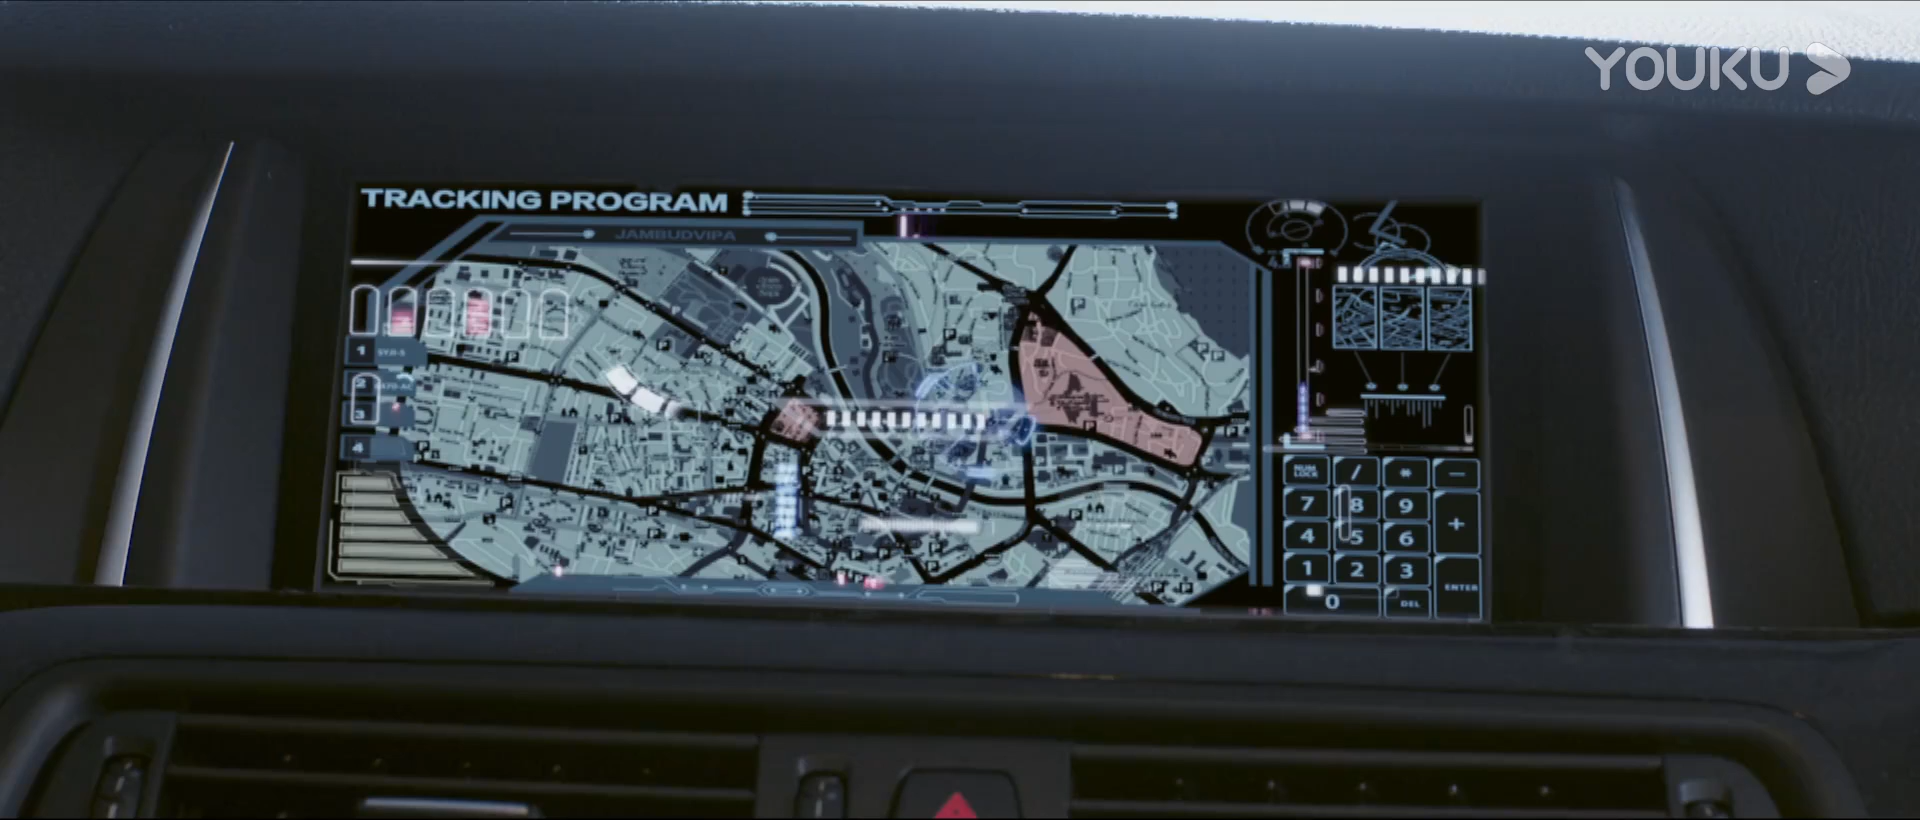 YOUKU
TRACKING PROGRAM
JAMBUDVIPA
1
2
3
4
NUM LOCK / * -
7 8 9 +
4 5 6
1 2 3 ENTER
0 DEL